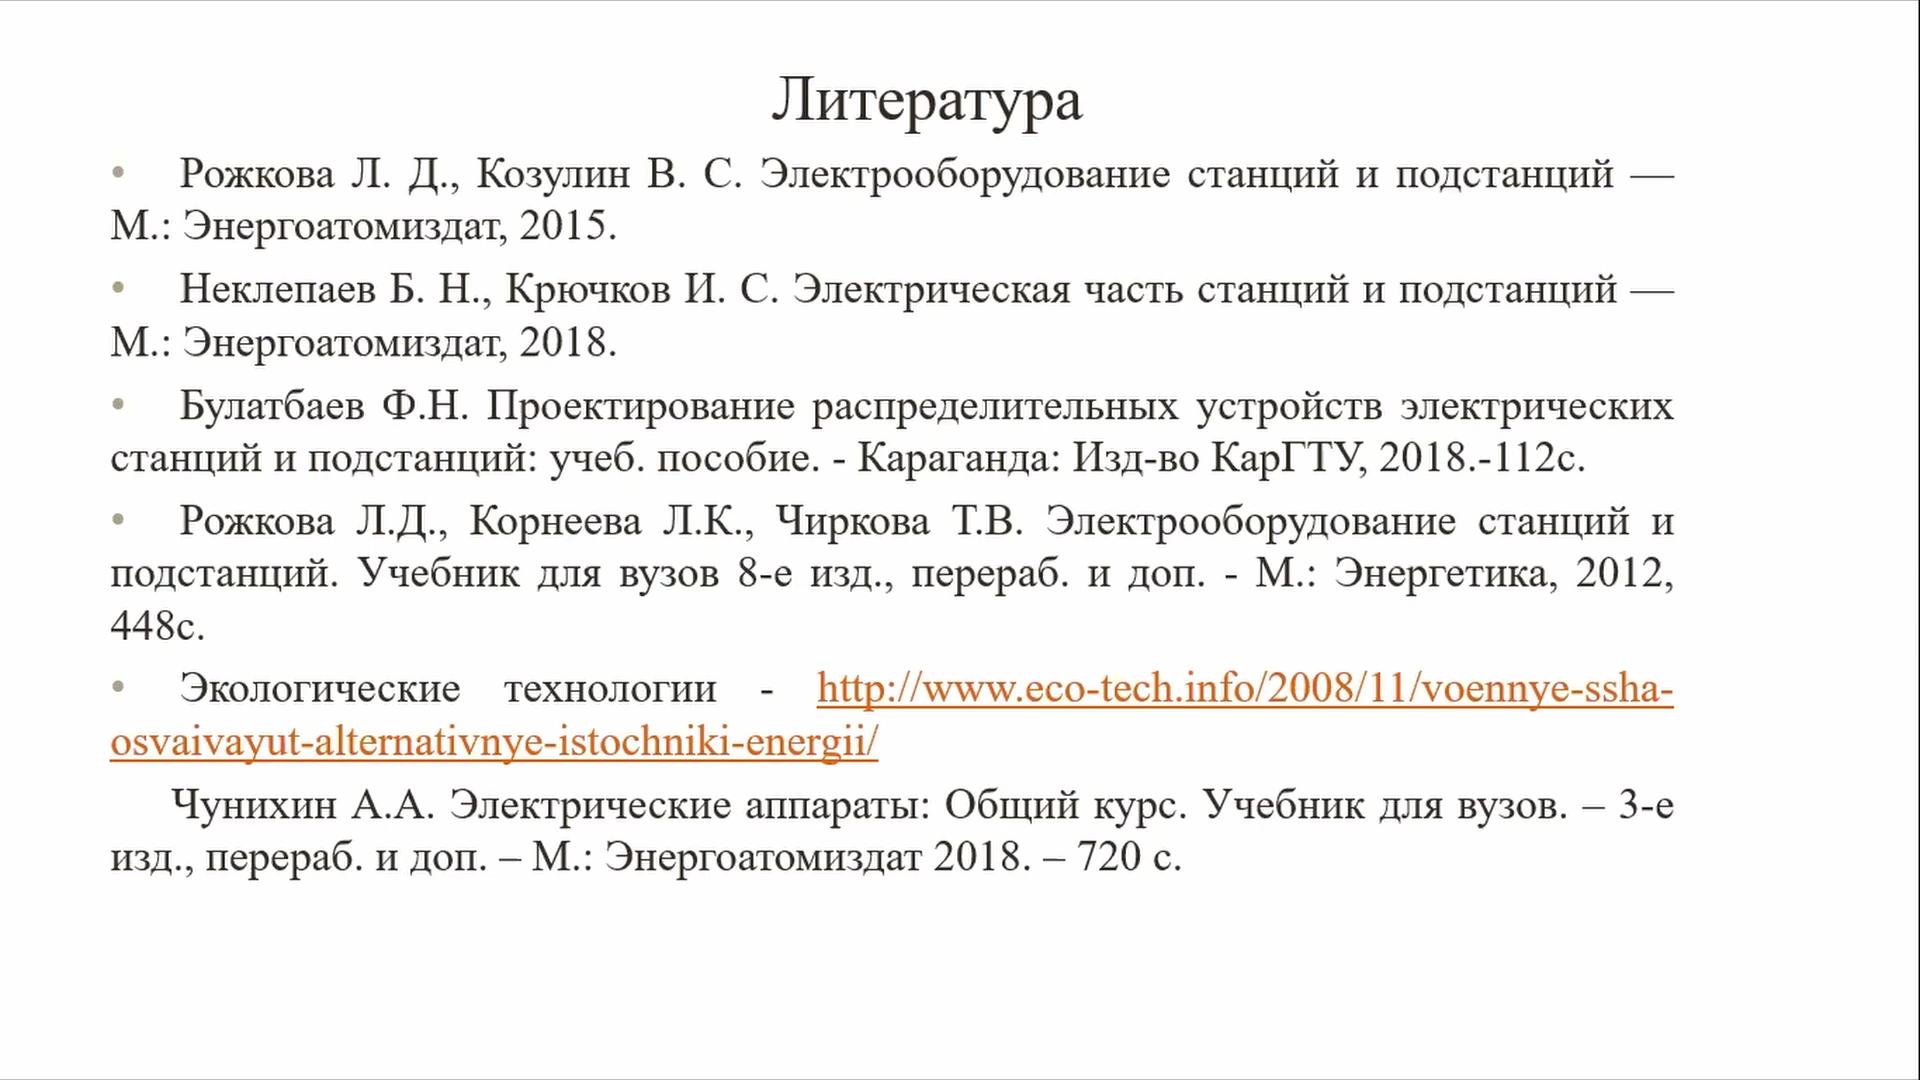 Литература
• Рожкова Л. Д., Козулин В. С. Электрооборудование станций и подстанций —
М.: Энергоатомиздат, 2015.
• Неклепаев Б. Н., Крючков И. С. Электрическая часть станций и подстанций —
М.: Энергоатомиздат, 2018.
• Булатбаев Ф.Н. Проектирование распределительных устройств электрических
станций и подстанций: учеб. пособие. - Караганда: Изд-во КарГТУ, 2018.-112с.
• Рожкова Л.Д., Корнеева Л.К., Чиркова Т.В. Электрооборудование станций и
подстанций. Учебник для вузов 8-е изд., перераб. и доп. - М.: Энергетика, 2012,
448с.
• Экологические технологии - http://www.eco-tech.info/2008/11/voennye-ssha-
osvaivayut-alternativnye-istochniki-energii/
Чунихин А.А. Электрические аппараты: Общий курс. Учебник для вузов. – 3-е
изд., перераб. и доп. – М.: Энергоатомиздат 2018. – 720 с.